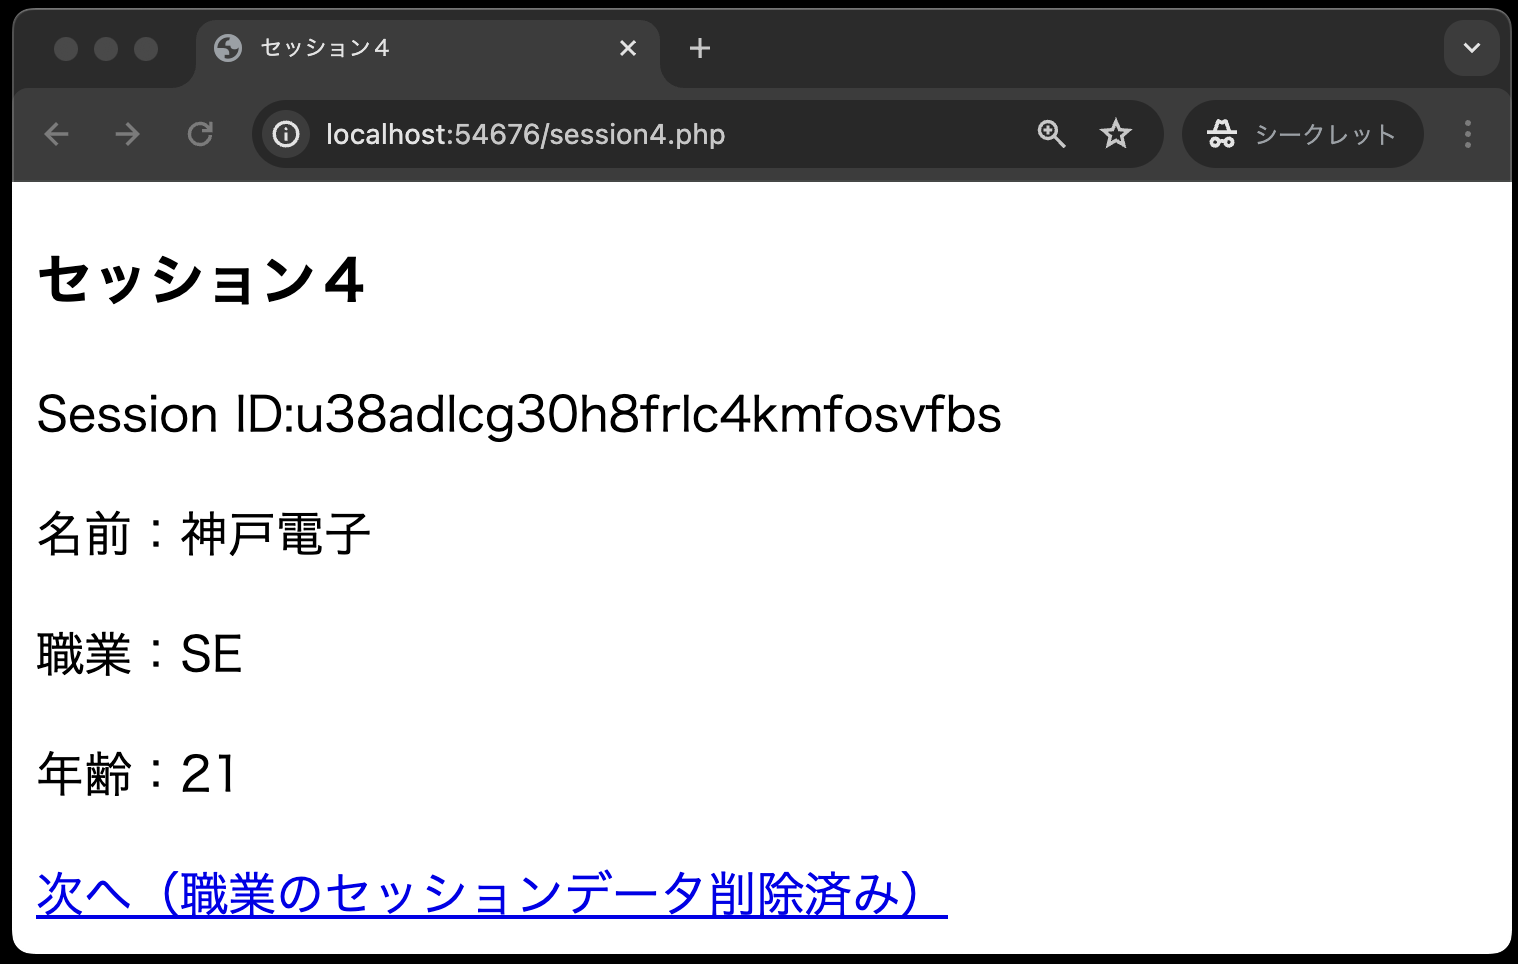 セッション４
localhost:54676/session4.php
シークレット
セッション４
Session ID:u38adlcg30h8frlc4kmfosvfbs
名前：神戸電子
職業：SE
年齢：21
次へ（職業のセッションデータ削除済み）